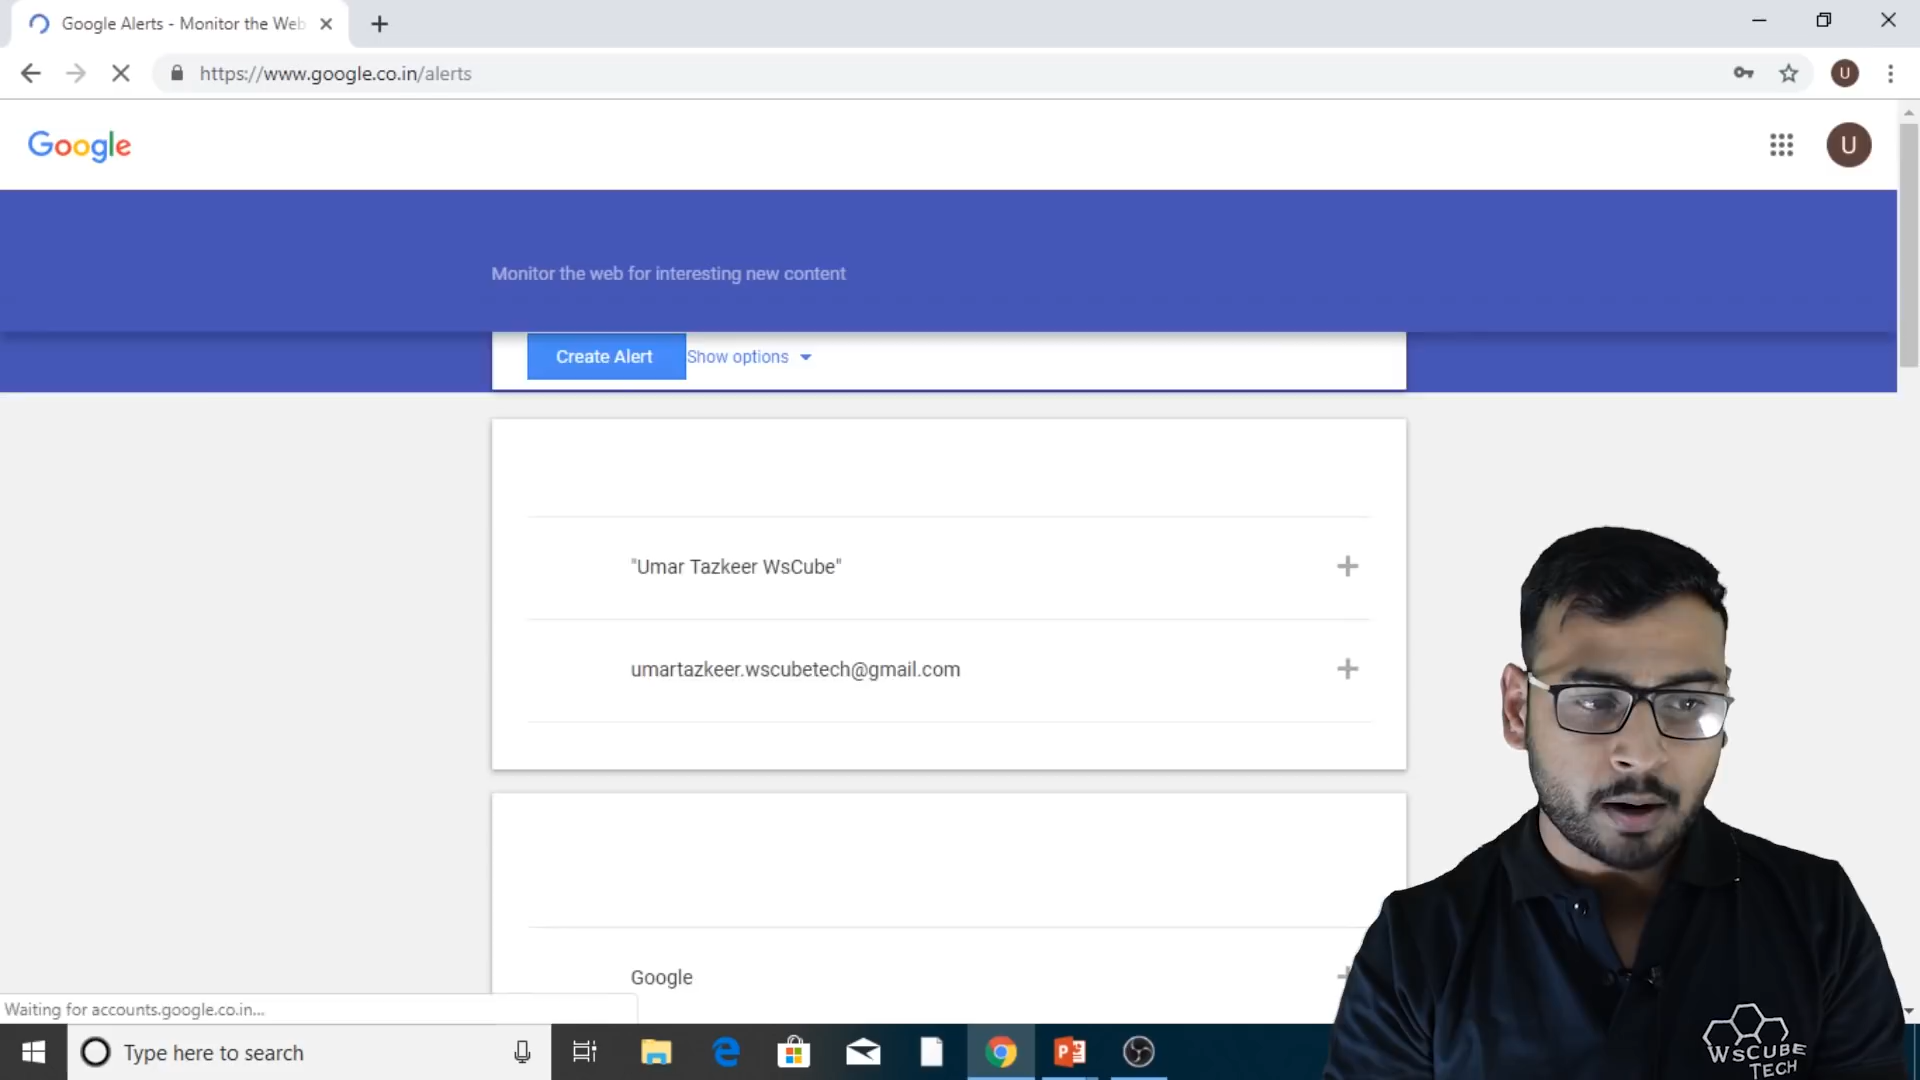 Google Alerts - Monitor the Web
https://www.google.co.in/alerts
U
Google
U
Monitor the web for interesting new content
Create Alert
Show options
"Umar Tazkeer WsCube"
umartazkeer.wscubetech@gmail.com
Google
Waiting for accounts.google.co.in...
Type here to search
WSCUBE
TECH